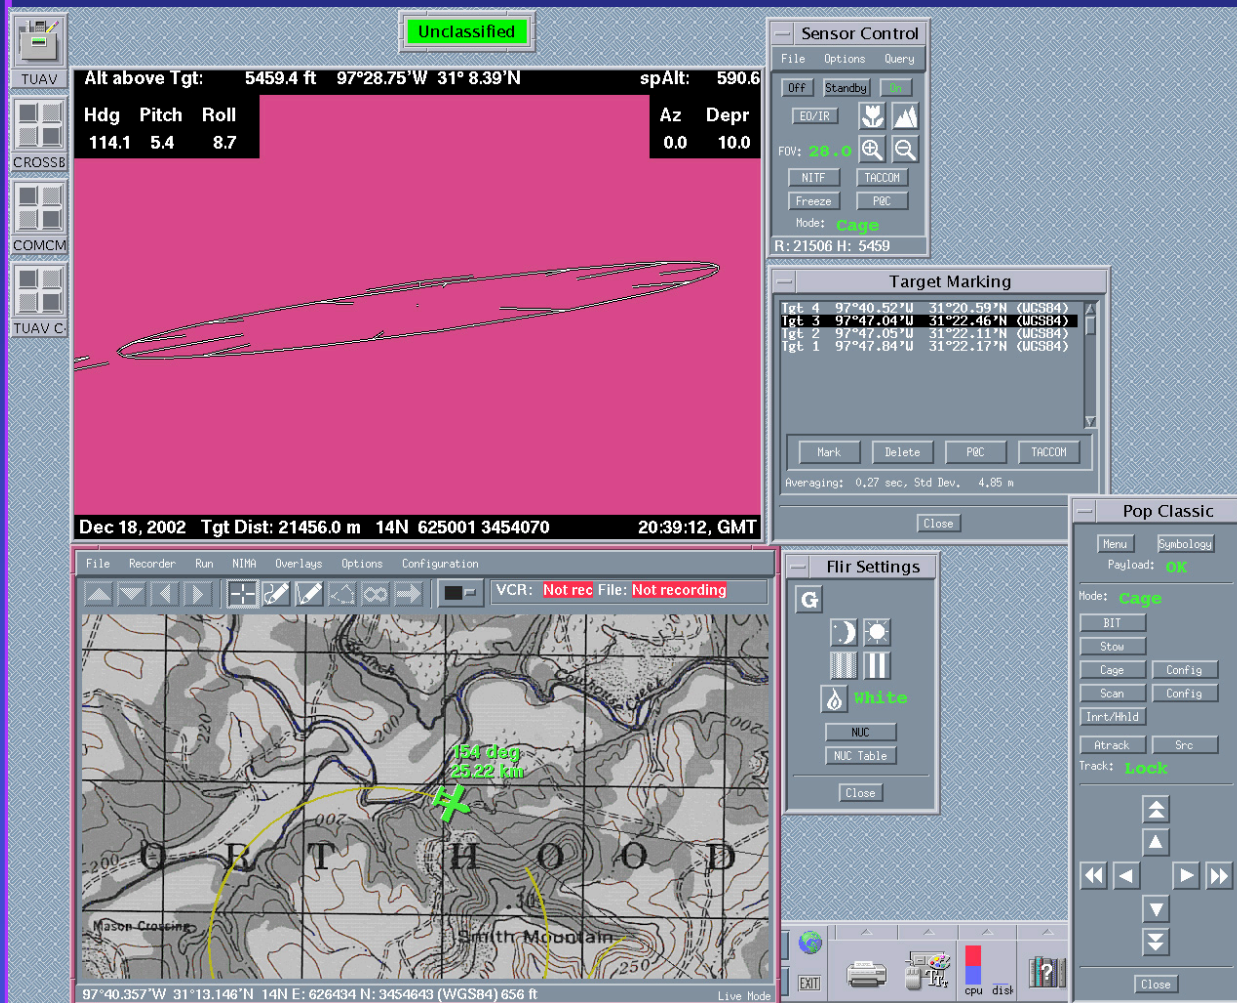 Unclassified
TUAV
CROSSB
COMCM
TUAV C-
Alt above Tgt: 5459.4 ft 97°28.75'W 31° 8.39'N spAlt: 590.6
Hdg Pitch Roll
114.1 5.4 8.7
Az Depr
0.0 10.0
Dec 18, 2002 Tgt Dist: 21456.0 m 14N 625001 3454070 20:39:12, GMT
Sensor Control
File Options Query
Off Standby On
EO/IR
FOV: 28.0
NITF TACCOM
Freeze P@C
Mode: Cage
R: 21506 H: 5459
Target Marking
Tgt 4 97°40.52'W 31°20.59'N (WGS84)
Tgt 3 97°47.04'W 31°22.46'N (WGS84)
Tgt 2 97°47.05'W 31°22.11'N (WGS84)
Tgt 1 97°47.84'W 31°22.17'N (WGS84)
Mark Delete P@C TACCOM
Averaging: 0.27 sec, Std Dev. 4.85 m
Close
File Recorder Run NIMA Overlays Options Configuration
VCR: Not rec File: Not recording
Branch
Cowhouse Creek
220
200
200
154 deg
25.22 km
200
200
O R T H O O D
Mason Crossing
Smith Mountain
250
97°40.357'W 31°13.146'N 14N E: 626434 N: 3454643 (WGS84) 656 ft
Live Mode
Flir Settings
G
White
NUC
NUC Table
Close
Pop Classic
Menu Symbology
Payload: OK
Mode: Cage
BIT
Stow
Cage Config
Scan Config
Inrt/Hhld
Atrack Src
Track: Lock
Close
EXIT
cpu disk